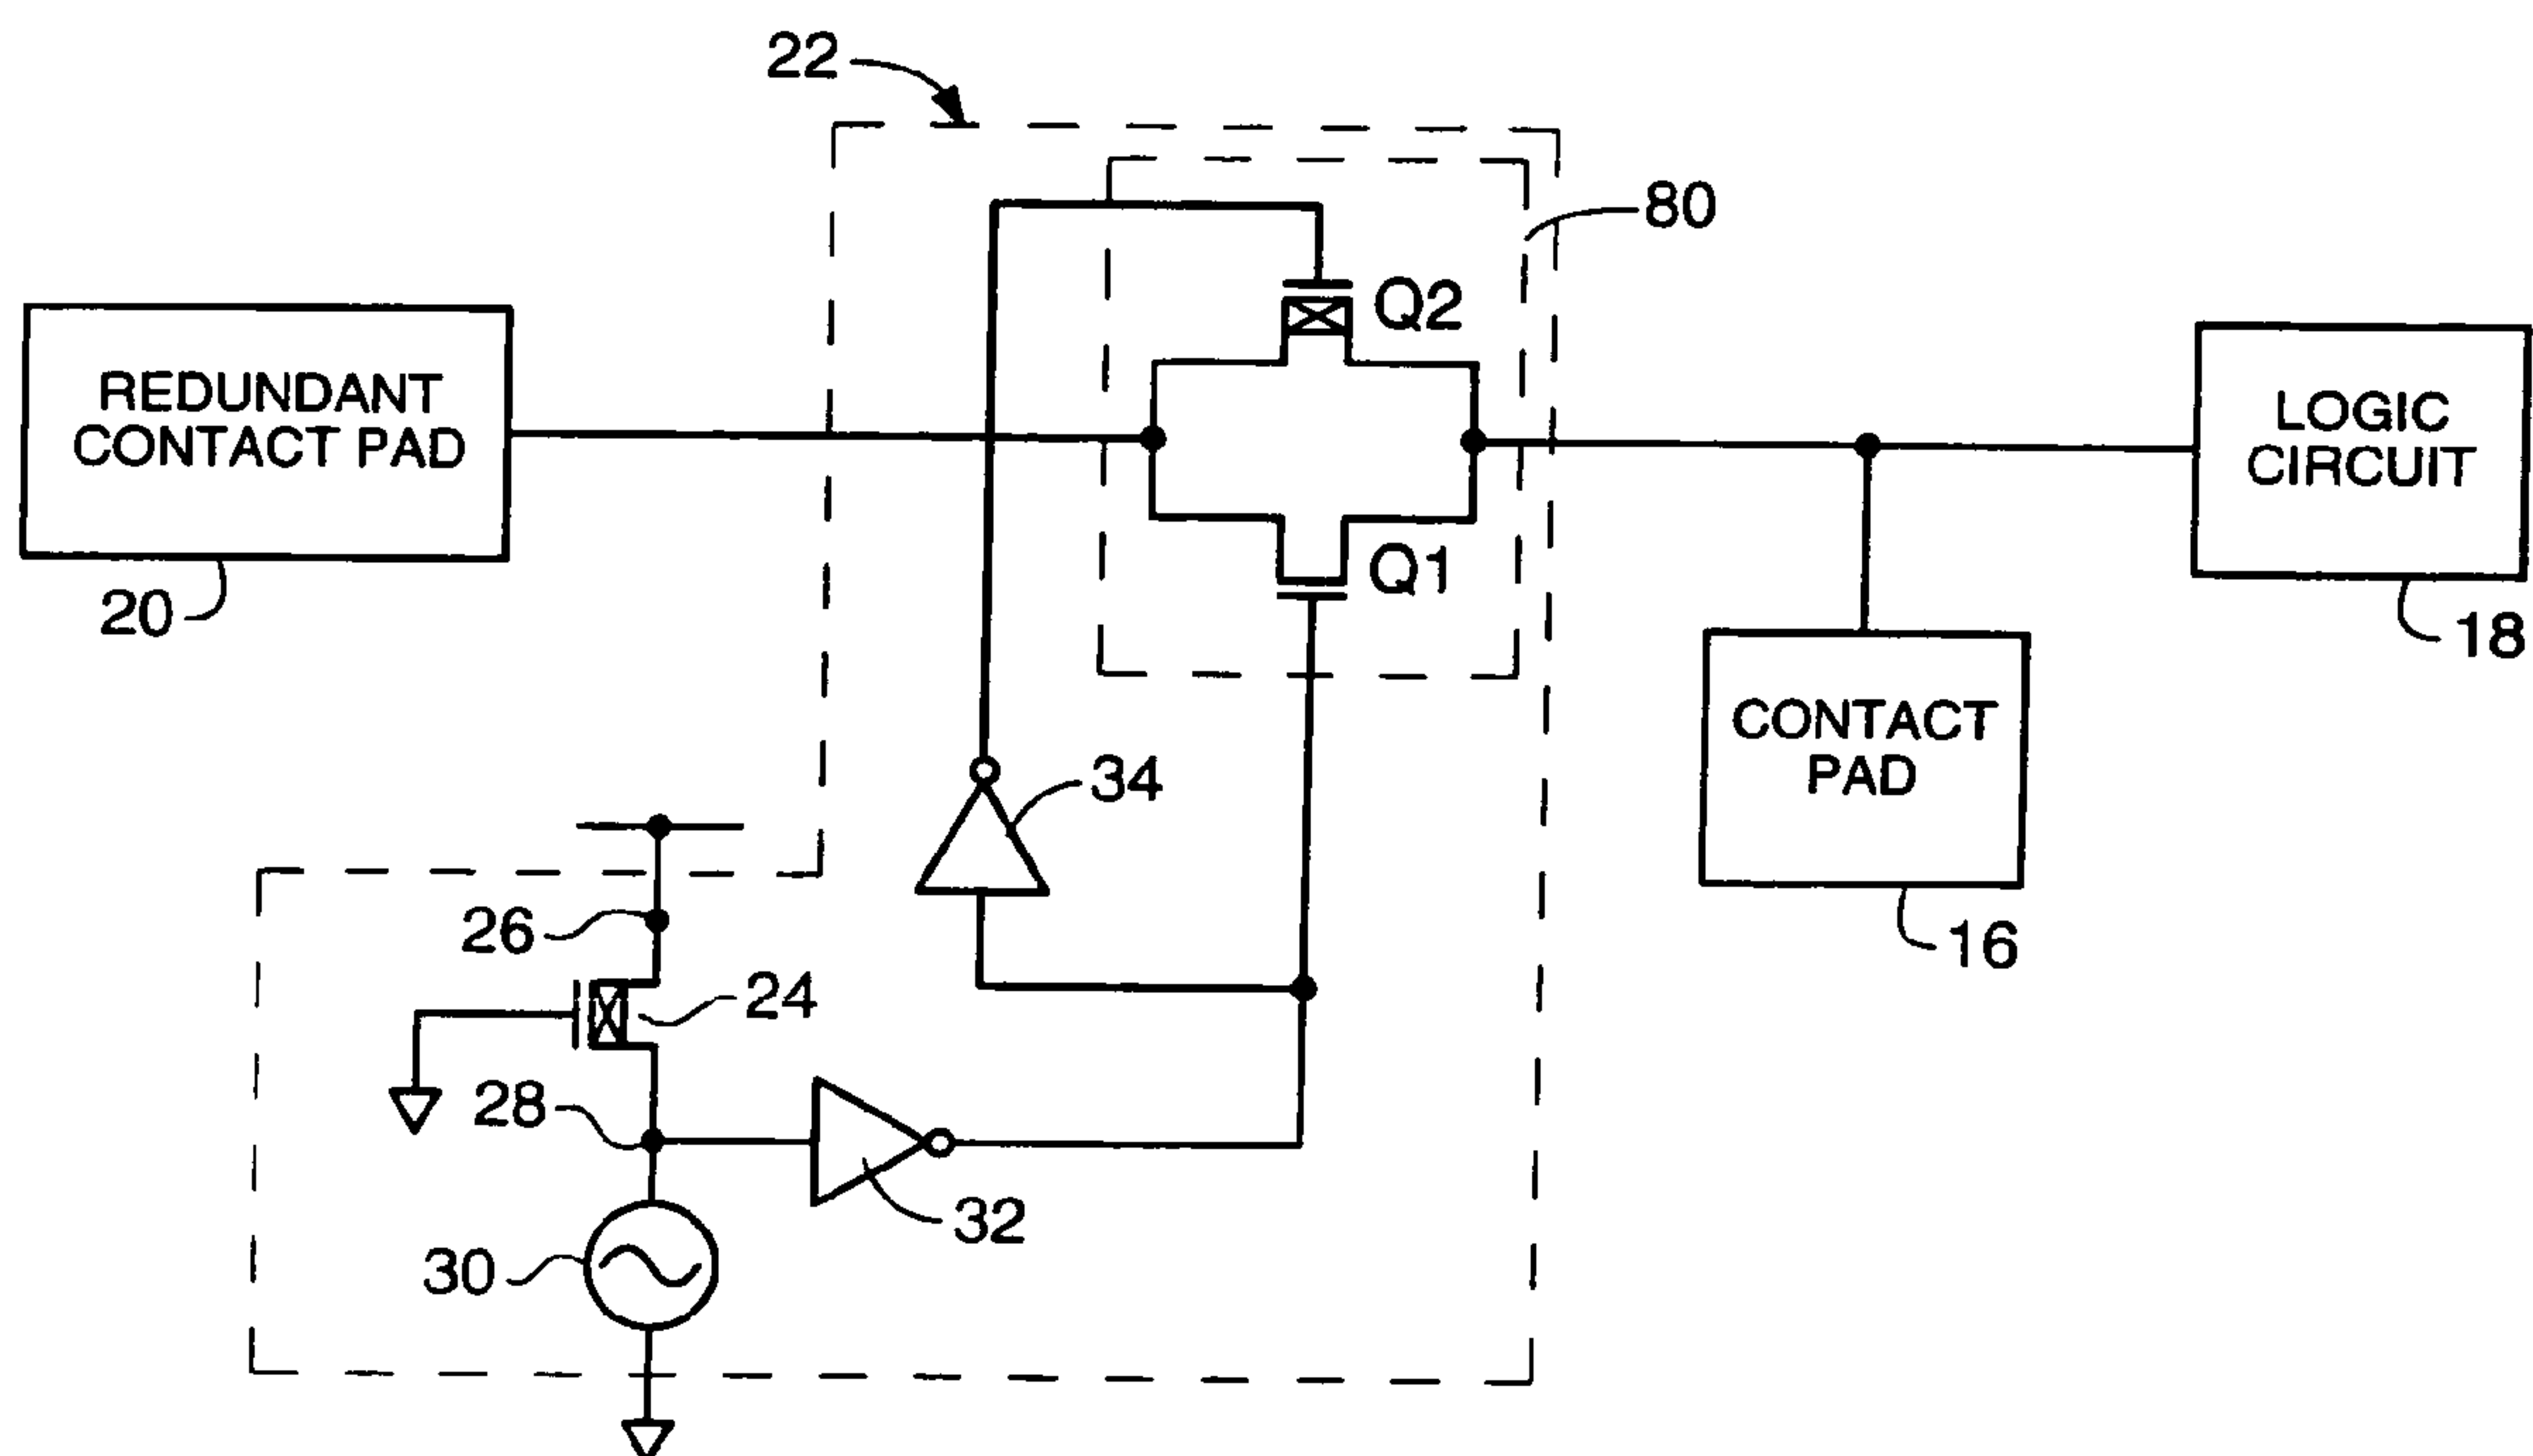 22
80
Q2
REDUNDANT
CONTACT PAD
LOGIC
CIRCUIT
Q1
20
18
CONTACT
PAD
34
26
16
24
28
32
30